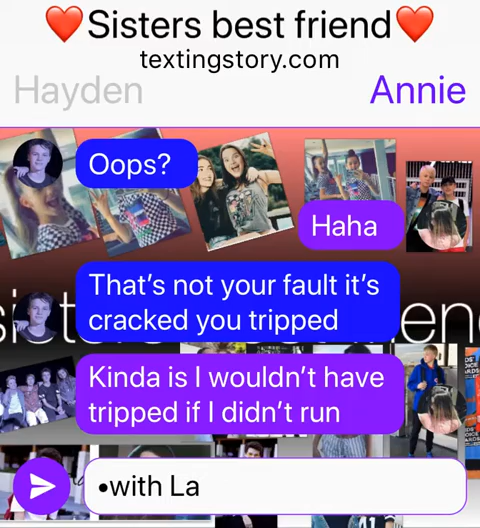 ❤️Sisters best friend❤️
textingstory.com
Hayden
Annie
Oops?
Haha
That's not your fault it's
cracked you tripped
Kinda is I wouldn't have
tripped if I didn't run
•with La